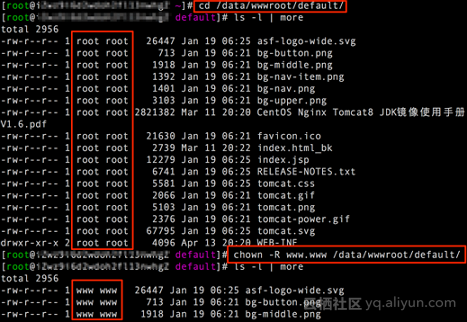 [root@ ~]# cd /data/wwwroot/default/
[root@ default]# ls -l | more
total 2956
-rw-r--r-- 1 root root 26447 Jan 19 06:25 asf-logo-wide.svg
-rw-r--r-- 1 root root 713 Jan 19 06:21 bg-button.png
-rw-r--r-- 1 root root 1918 Jan 19 06:21 bg-middle.png
-rw-r--r-- 1 root root 1392 Jan 19 06:21 bg-nav-item.png
-rw-r--r-- 1 root root 1401 Jan 19 06:21 bg-nav.png
-rw-r--r-- 1 root root 3103 Jan 19 06:21 bg-upper.png
-rw-r--r-- 1 root root 2821382 Mar 11 20:20 CentOS Nginx Tomcat8 JDK镜像使用手册
V1.6.pdf
-rw-r--r-- 1 root root 21630 Jan 19 06:21 favicon.ico
-rw-r--r-- 1 root root 2739 Mar 11 20:22 index.html_bk
-rw-r--r-- 1 root root 12279 Jan 19 06:25 index.jsp
-rw-r--r-- 1 root root 6741 Jan 19 06:25 RELEASE-NOTES.txt
-rw-r--r-- 1 root root 5581 Jan 19 06:25 tomcat.css
-rw-r--r-- 1 root root 2066 Jan 19 06:21 tomcat.gif
-rw-r--r-- 1 root root 5103 Jan 19 06:21 tomcat.png
-rw-r--r-- 1 root root 2376 Jan 19 06:21 tomcat-power.gif
-rw-r--r-- 1 root root 67795 Jan 19 06:25 tomcat.svg
drwxr-xr-x 2 root root 4096 Apr 13 20:20 WEB-INF
[root@ default]# chown -R www.www /data/wwwroot/default/
[root@ default]# ls -l | more
total 2956
-rw-r--r-- 1 www www 26447 Jan 19 06:25 asf-logo-wide.svg
-rw-r--r-- 1 www www 713 Jan 19 06:21 bg-button.png
-rw-r--r-- 1 www www 1918 Jan 19 06:21 bg-middle.png
云栖社区 yq.aliyun.com